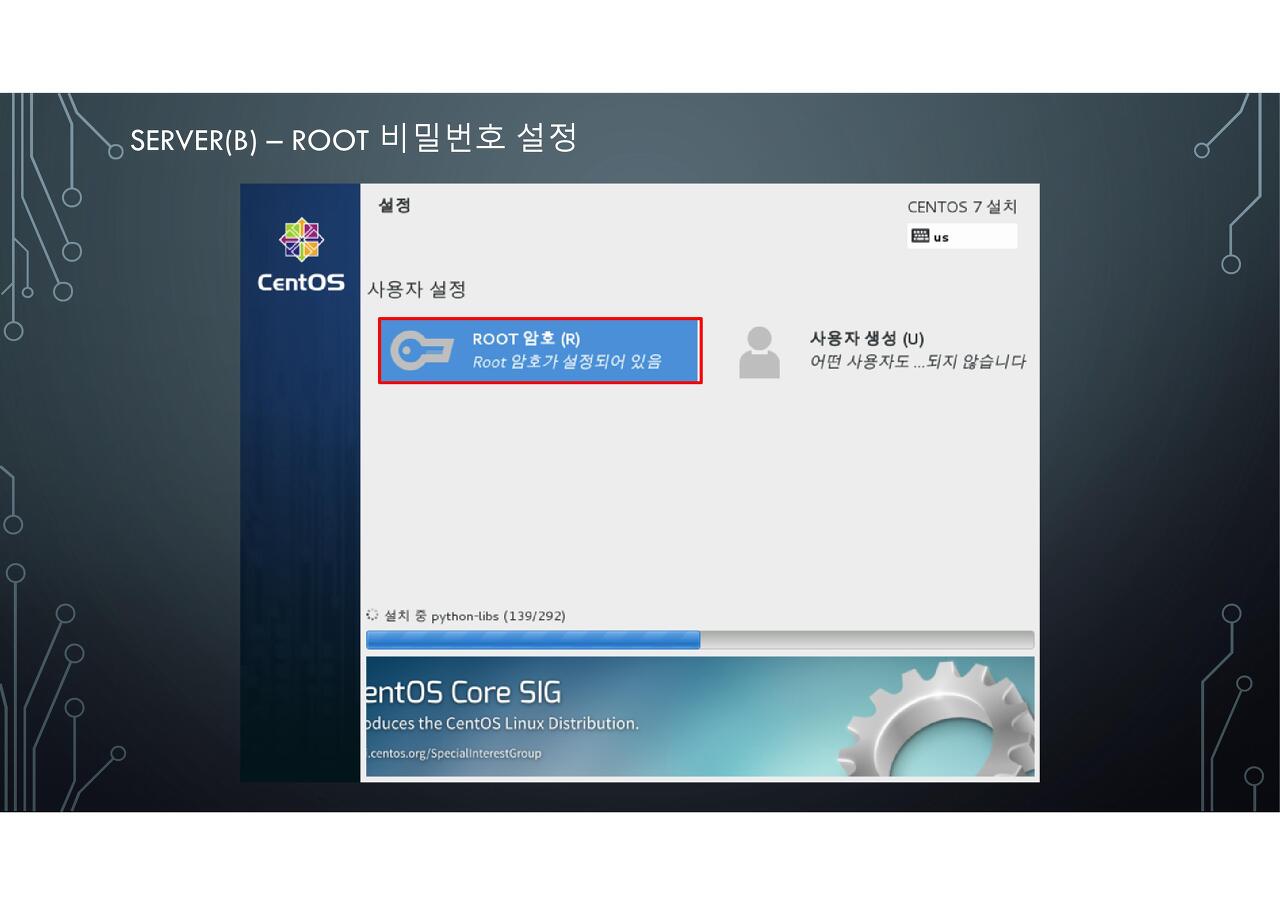 SERVER(B) – ROOT 비밀번호 설정
설정
CENTOS 7 설치
us
CentOS
사용자 설정
ROOT 암호 (R)
Root 암호가 설정되어 있음
사용자 생성 (U)
어떤 사용자도 ...되지 않습니다
설치 중 python-libs (139/292)
entOS Core SIG
oduces the CentOS Linux Distribution.
.centos.org/SpecialInterestGroup